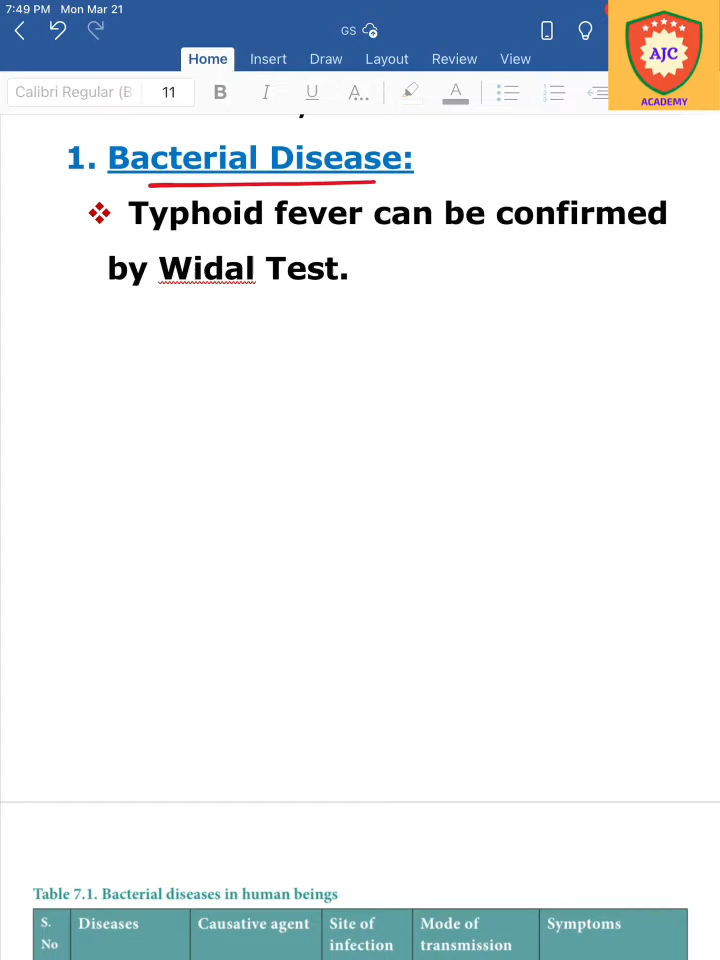 7:49 PM Mon Mar 21
GS
AJC
ACADEMY
Home Insert Draw Layout Review View
Calibri Regular (B 11 B I U A..  A
1. Bacterial Disease:
❖ Typhoid fever can be confirmed
by Widal Test.
Table 7.1. Bacterial diseases in human beings
S. No Diseases Causative agent Site of infection Mode of transmission Symptoms